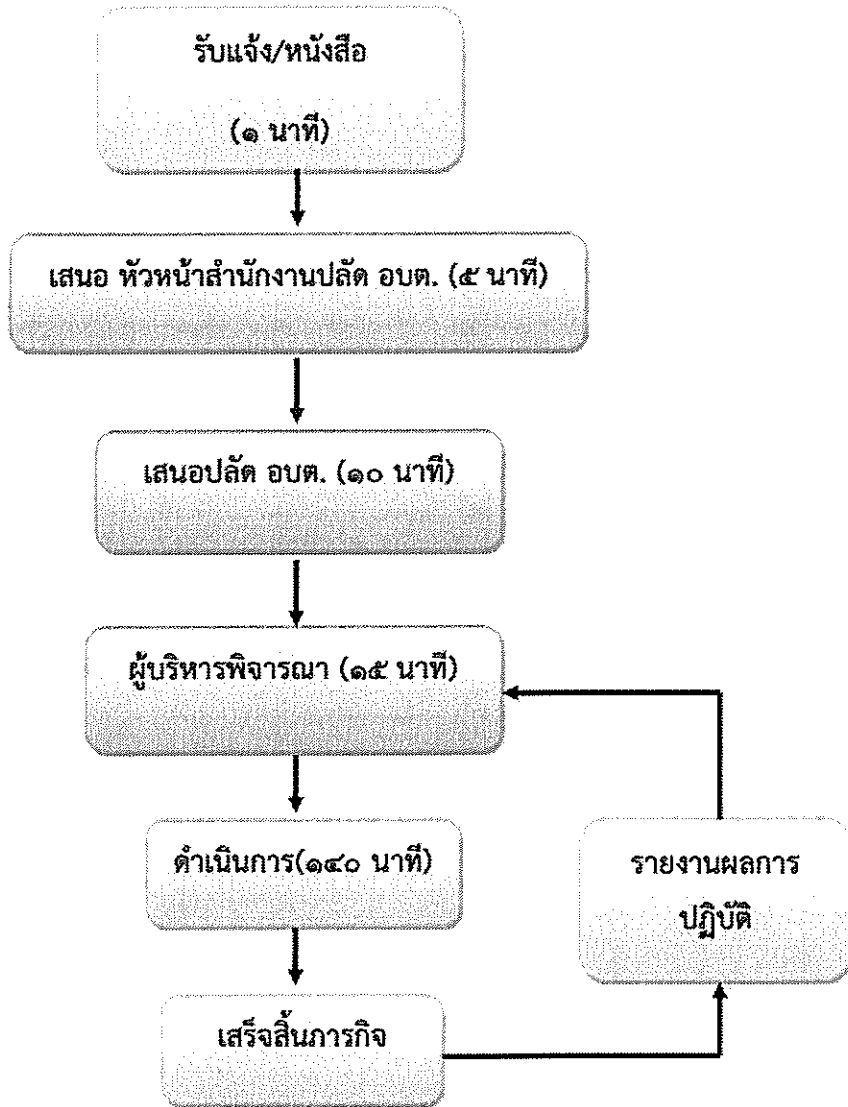 รับแจ้ง/หนังสือ
(๑ นาที)
เสนอ หัวหน้าสำนักงานปลัด อบต. (๕ นาที)
เสนอปลัด อบต. (๑๐ นาที)
ผู้บริหารพิจารณา (๑๕ นาที)
ดำเนินการ(๑๔๐ นาที)
รายงานผลการ
ปฏิบัติ
เสร็จสิ้นภารกิจ